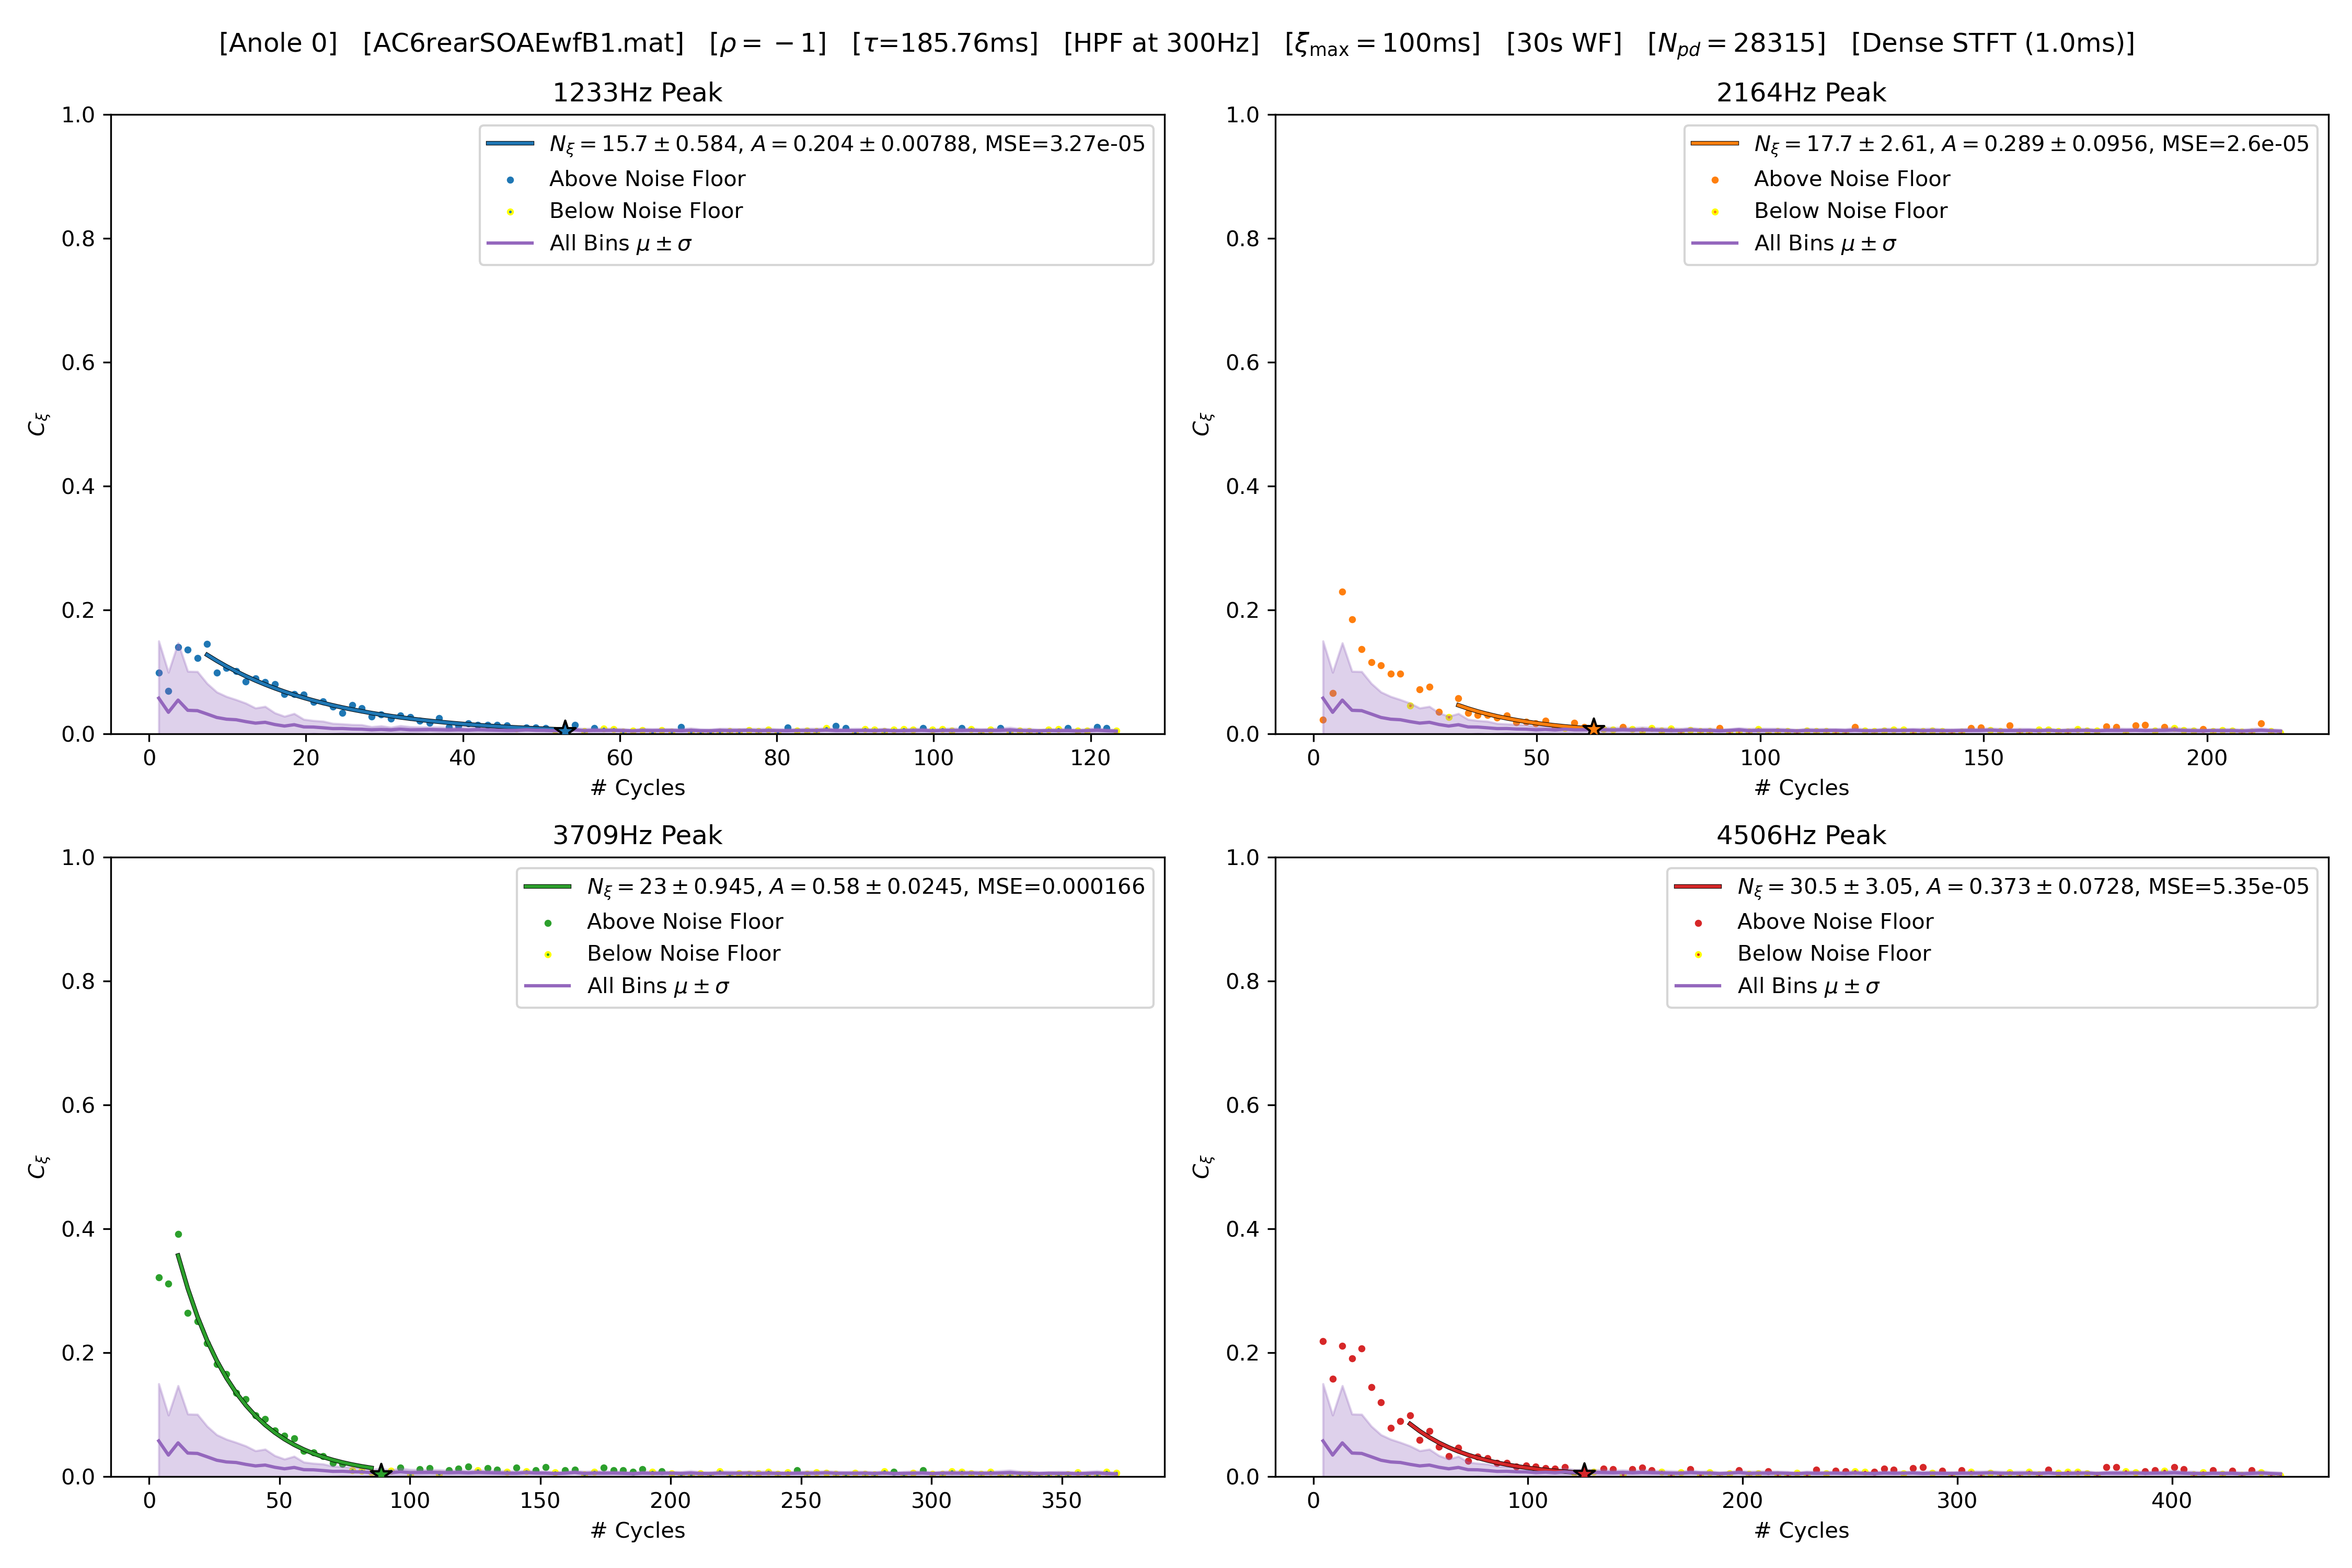 [Anole 0] [AC6rearSOAEwfB1.mat] [ρ = −1] [τ=185.76ms] [HPF at 300Hz] [ξmax = 100ms] [30s WF] [Npd = 28315] [Dense STFT (1.0ms)]
1233Hz Peak
Nξ = 15.7 ± 0.584, A = 0.204 ± 0.00788, MSE=3.27e-05
Above Noise Floor
Below Noise Floor
All Bins μ ± σ
1.0
0.8
0.6
0.4
0.2
0.0
Cξ
0 20 40 60 80 100 120
# Cycles
2164Hz Peak
Nξ = 17.7 ± 2.61, A = 0.289 ± 0.0956, MSE=2.6e-05
Above Noise Floor
Below Noise Floor
All Bins μ ± σ
1.0
0.8
0.6
0.4
0.2
0.0
Cξ
0 50 100 150 200
# Cycles
3709Hz Peak
Nξ = 23 ± 0.945, A = 0.58 ± 0.0245, MSE=0.000166
Above Noise Floor
Below Noise Floor
All Bins μ ± σ
1.0
0.8
0.6
0.4
0.2
0.0
Cξ
0 50 100 150 200 250 300 350
# Cycles
4506Hz Peak
Nξ = 30.5 ± 3.05, A = 0.373 ± 0.0728, MSE=5.35e-05
Above Noise Floor
Below Noise Floor
All Bins μ ± σ
1.0
0.8
0.6
0.4
0.2
0.0
Cξ
0 100 200 300 400
# Cycles